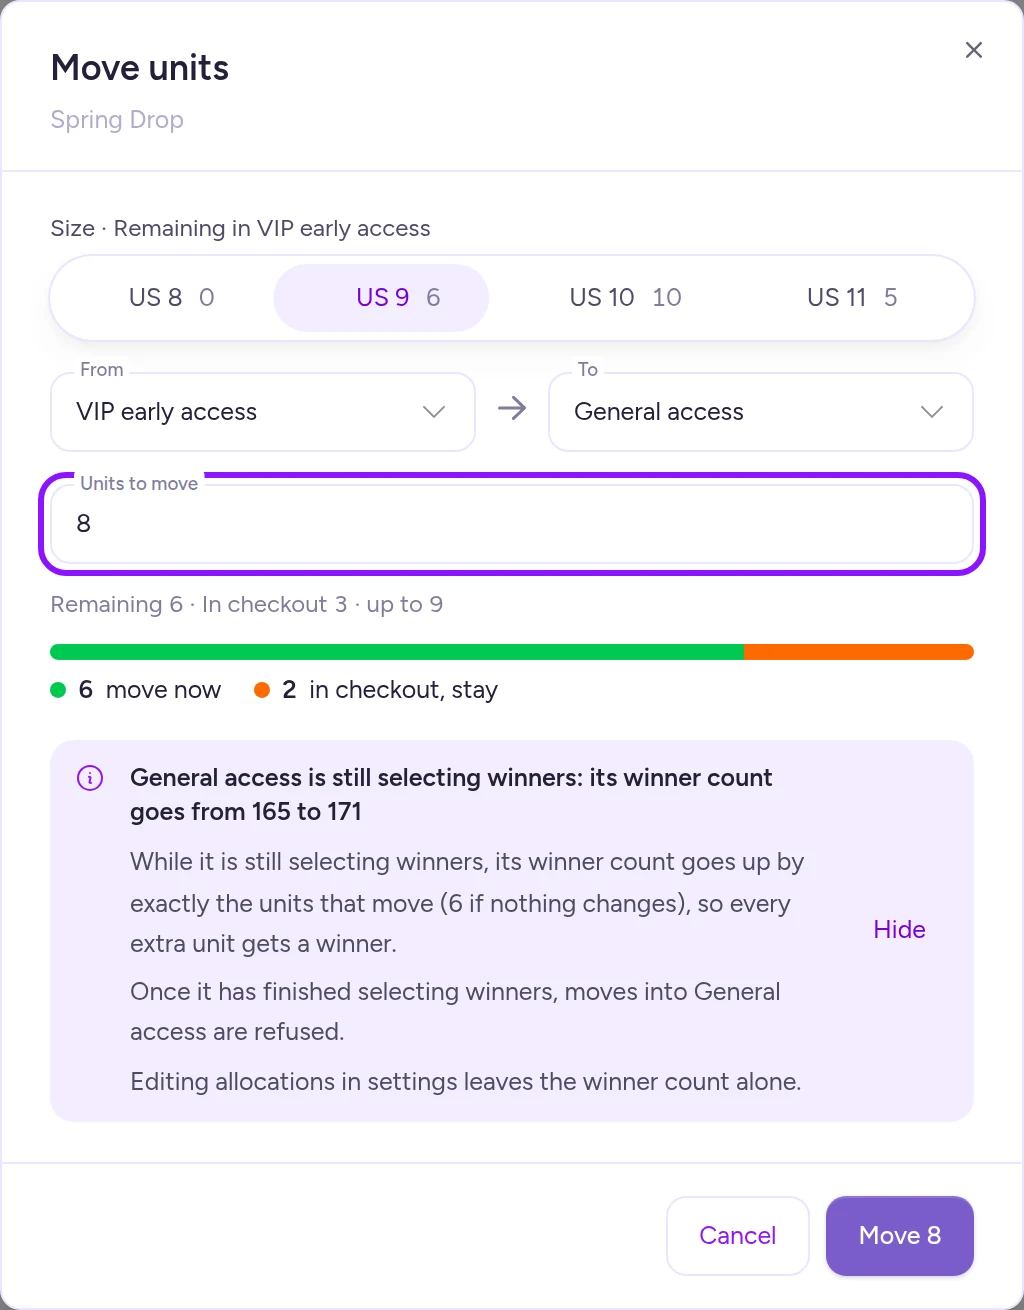 Move units
Spring Drop
Size · Remaining in VIP early access
US 8 0 US 9 6 US 10 10 US 11 5
From To
VIP early access General access
Units to move
8
Remaining 6 · In checkout 3 · up to 9
6 move now 2 in checkout, stay
General access is still selecting winners: its winner count
goes from 165 to 171
While it is still selecting winners, its winner count goes up by
exactly the units that move (6 if nothing changes), so every
extra unit gets a winner.
Hide
Once it has finished selecting winners, moves into General
access are refused.
Editing allocations in settings leaves the winner count alone.
Cancel Move 8